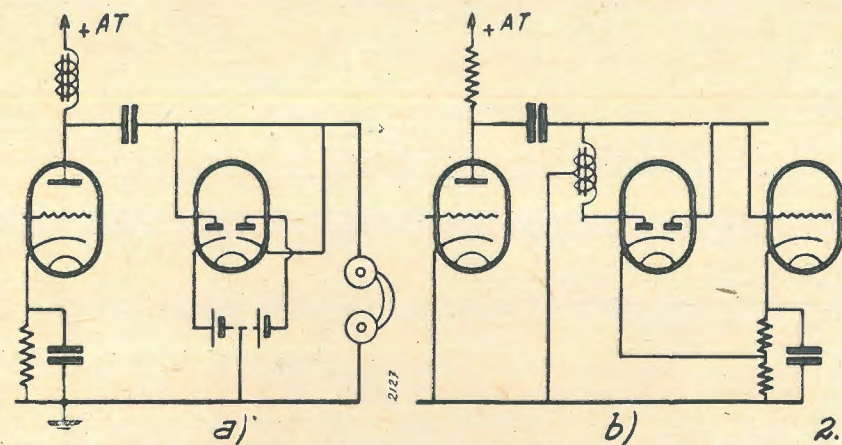 + AT
+ AT
2127
a)
b)
2.